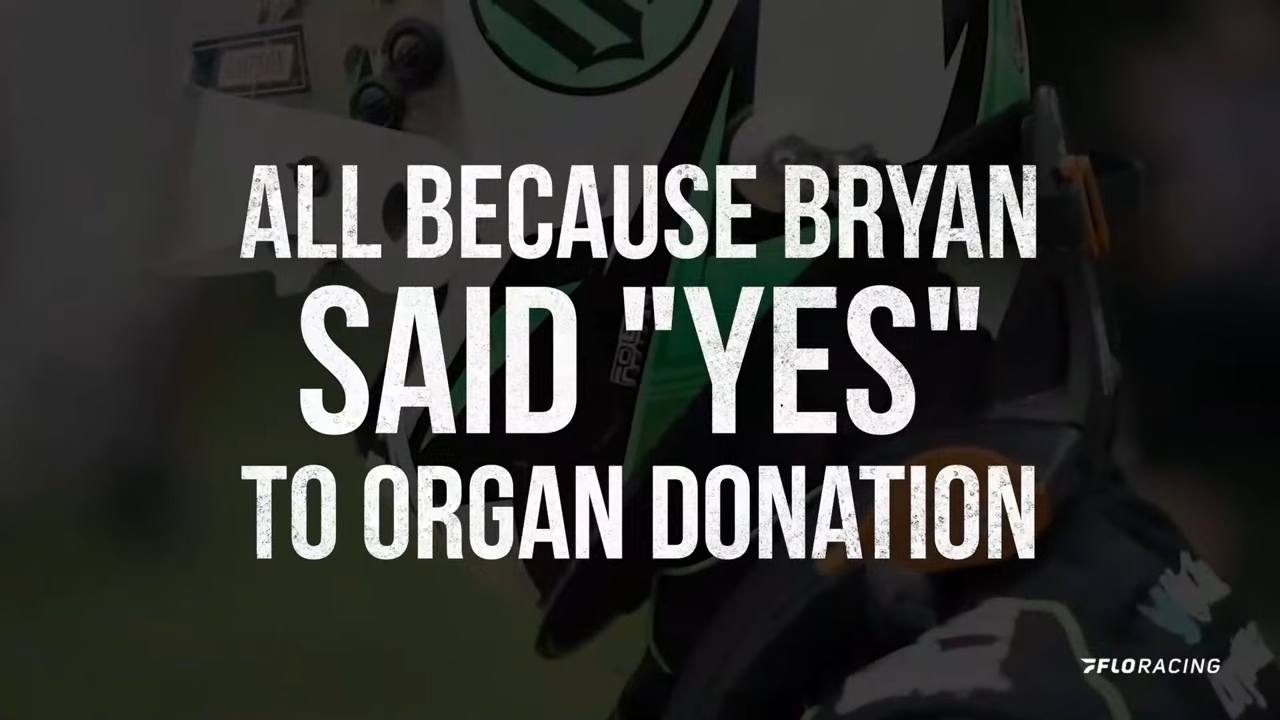 ALL BECAUSE BRYAN
SAID "YES"
TO ORGAN DONATION
FLORACING